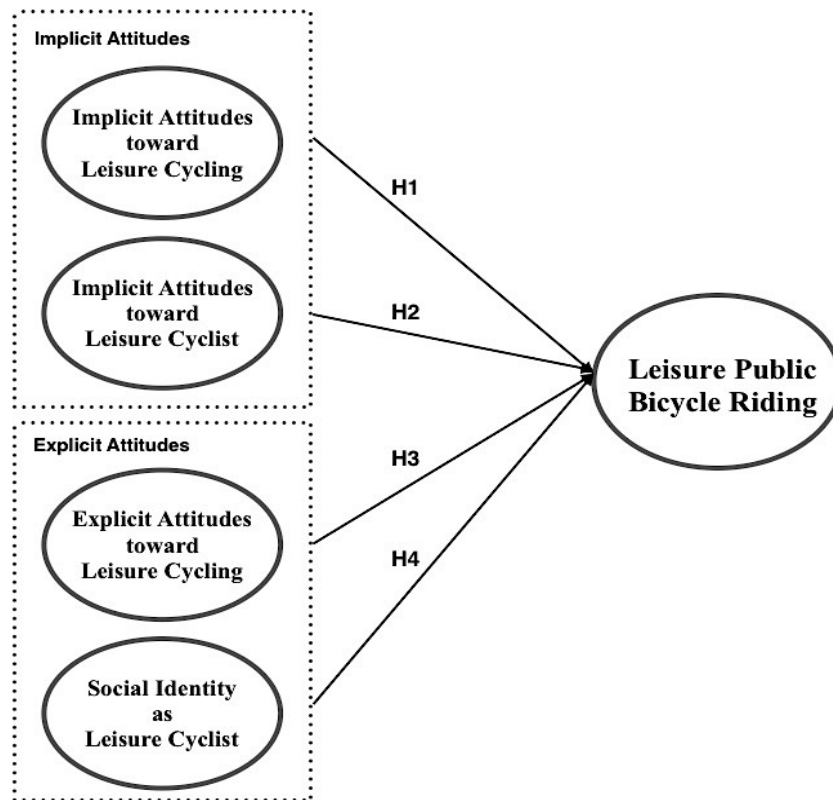 Implicit Attitudes
Implicit Attitudes
toward
Leisure Cycling
H1
Implicit Attitudes
toward
Leisure Cyclist
H2
Leisure Public
Bicycle Riding
Explicit Attitudes
Explicit Attitudes
toward
Leisure Cycling
H3
Social Identity
as
Leisure Cyclist
H4